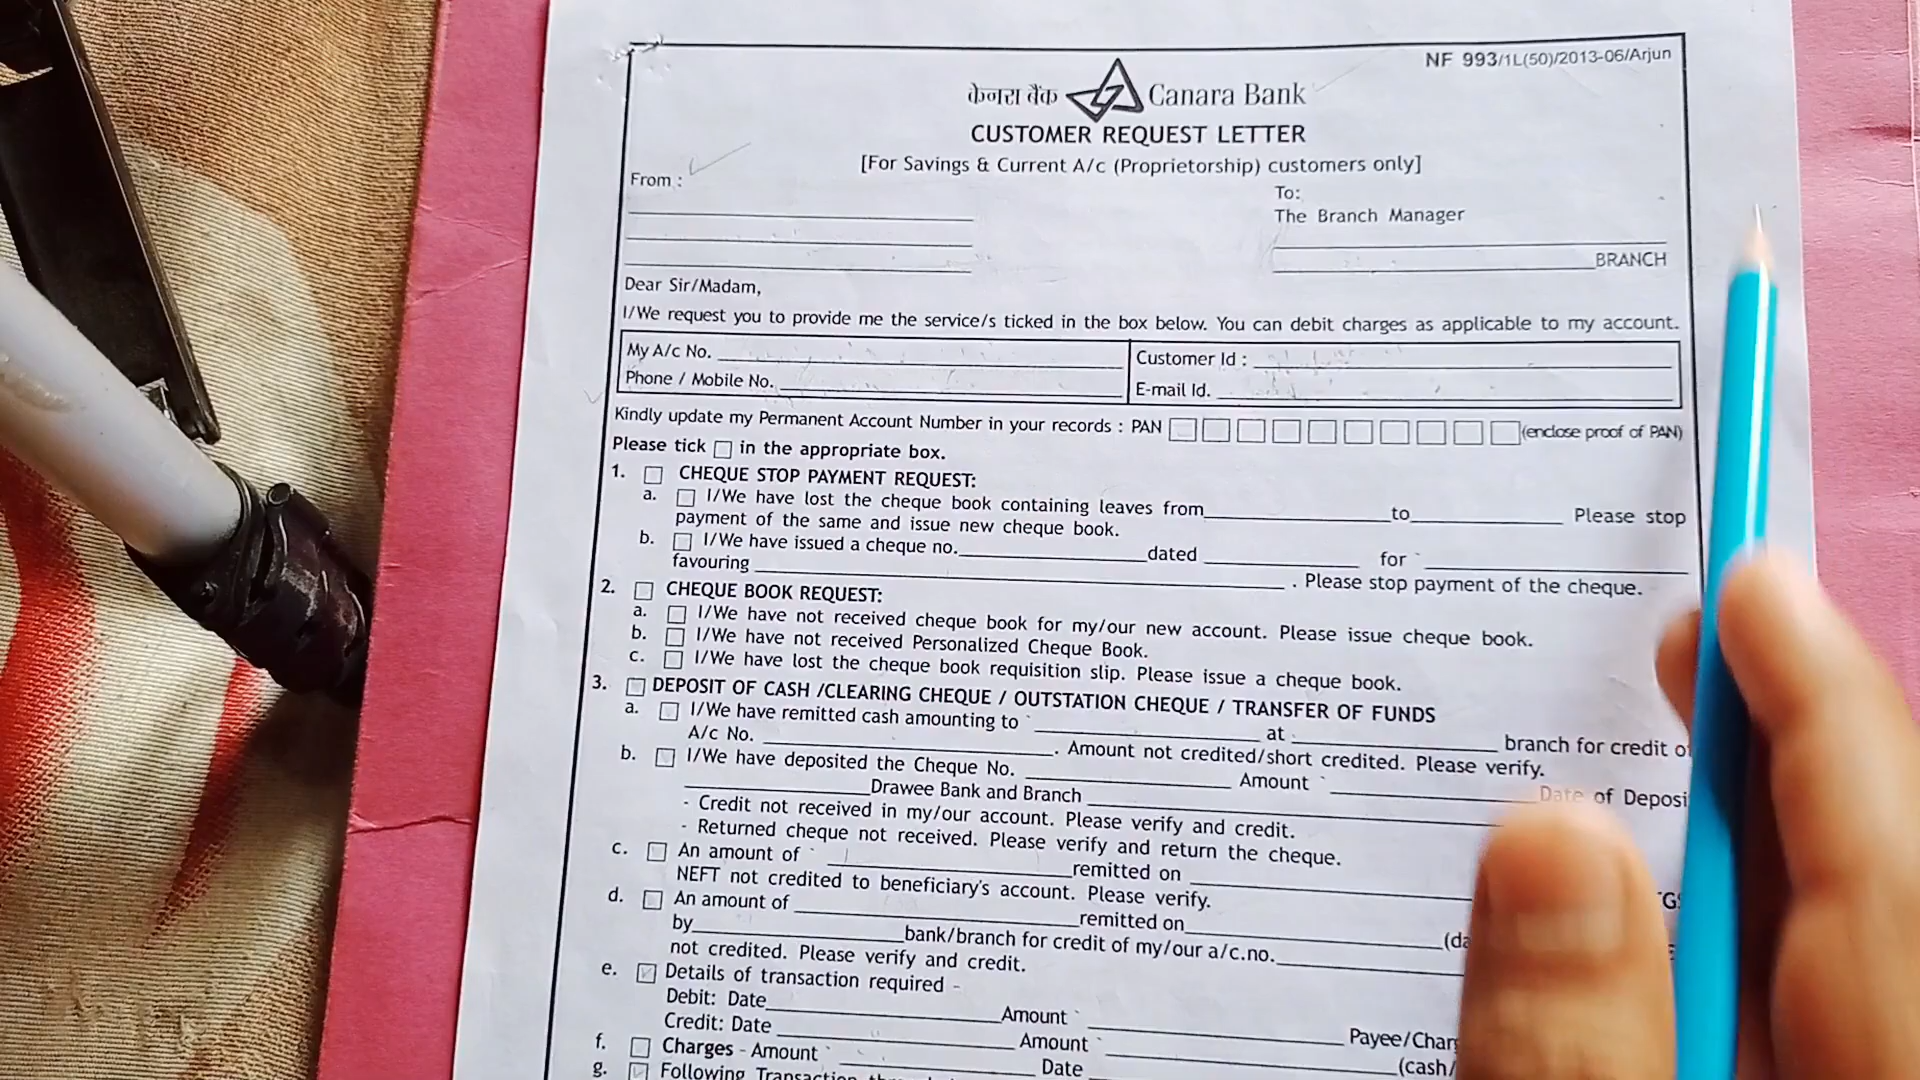 NF 993/1L(50)/2013-06/Arjun
केनरा बैंक Canara Bank
CUSTOMER REQUEST LETTER
[For Savings & Current A/c (Proprietorship) customers only]
From :
To:
The Branch Manager
BRANCH
Dear Sir/Madam,
I/We request you to provide me the service/s ticked in the box below. You can debit charges as applicable to my account.
My A/c No.
Customer Id :
Phone / Mobile No.
E-mail Id.
Kindly update my Permanent Account Number in your records : PAN (enclose proof of PAN)
Please tick in the appropriate box.
1. CHEQUE STOP PAYMENT REQUEST:
a. I/We have lost the cheque book containing leaves from to Please stop
payment of the same and issue new cheque book.
b. I/We have issued a cheque no. dated for `
favouring . Please stop payment of the cheque.
2. CHEQUE BOOK REQUEST:
a. I/We have not received cheque book for my/our new account. Please issue cheque book.
b. I/We have not received Personalized Cheque Book.
c. I/We have lost the cheque book requisition slip. Please issue a cheque book.
3. DEPOSIT OF CASH /CLEARING CHEQUE / OUTSTATION CHEQUE / TRANSFER OF FUNDS
a. I/We have remitted cash amounting to ` at branch for credit of
A/c No. . Amount not credited/short credited. Please verify.
b. I/We have deposited the Cheque No. Amount ` Date of Deposi
Drawee Bank and Branch
- Credit not received in my/our account. Please verify and credit.
- Returned cheque not received. Please verify and return the cheque.
c. An amount of ` remitted on
NEFT not credited to beneficiary's account. Please verify.
d. An amount of remitted on (da
by bank/branch for credit of my/our a/c.no.
not credited. Please verify and credit.
e. Details of transaction required -
Debit: Date Amount ` Payee/Char
Credit: Date Amount ` (cash/
f. Charges - Amount ` Date
g. Following Transaction